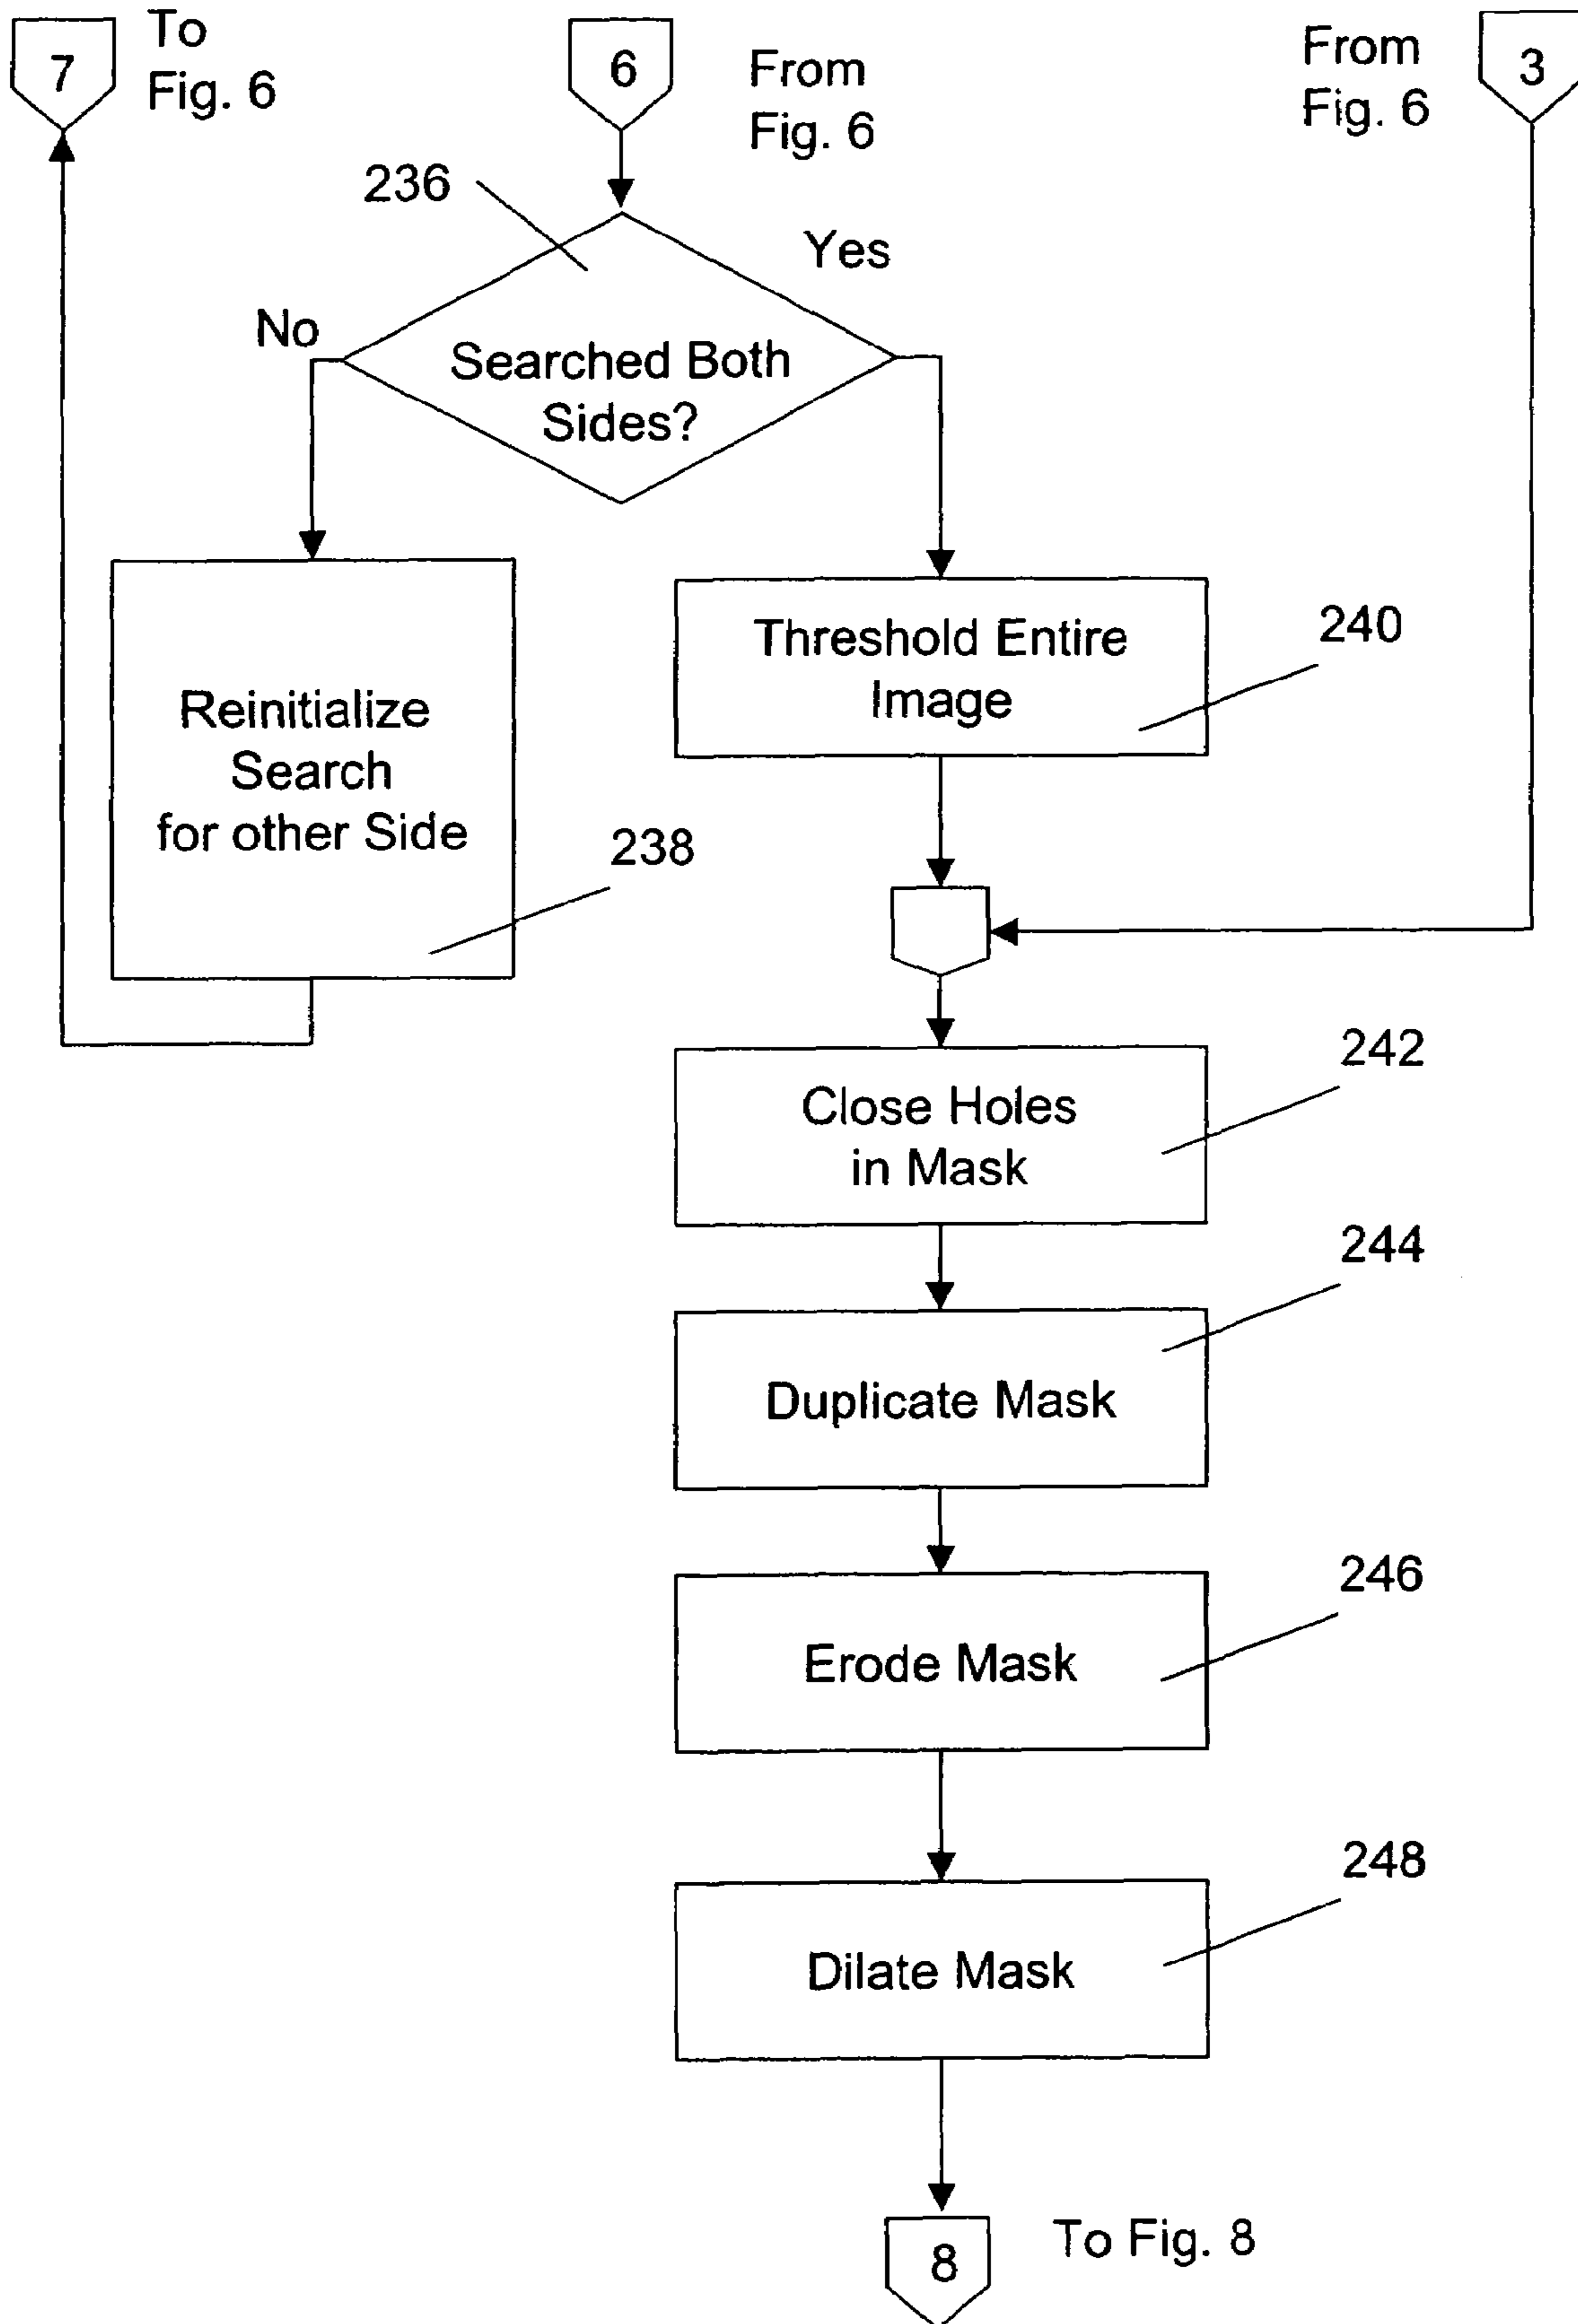 7
To
Fig. 6
6
From
Fig. 6
From
Fig. 6
3
236
Yes
No
Searched Both
Sides?
Threshold Entire
Image
240
Reinitialize
Search
for other Side
238
Close Holes
in Mask
242
244
Duplicate Mask
246
Erode Mask
248
Dilate Mask
8
To Fig. 8